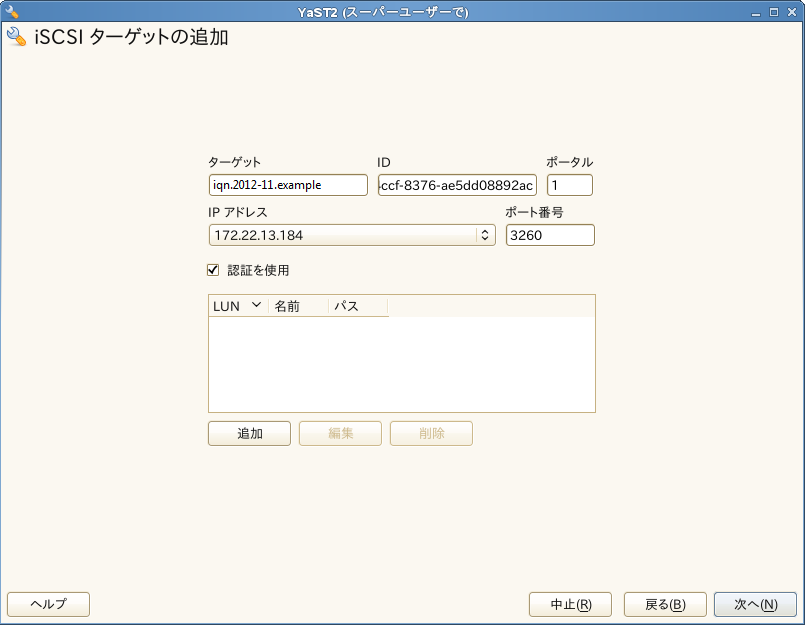 YaST2 (スーパーユーザーで)
iSCSI ターゲットの追加
ターゲット ID ポータル
iqn.2012-11.example ccf-8376-ae5dd08892ac 1
IP アドレス ポート番号
172.22.13.184 3260
認証を使用
LUN 名前 パス
追加 編集 削除
ヘルプ 中止(R) 戻る(B) 次へ(N)